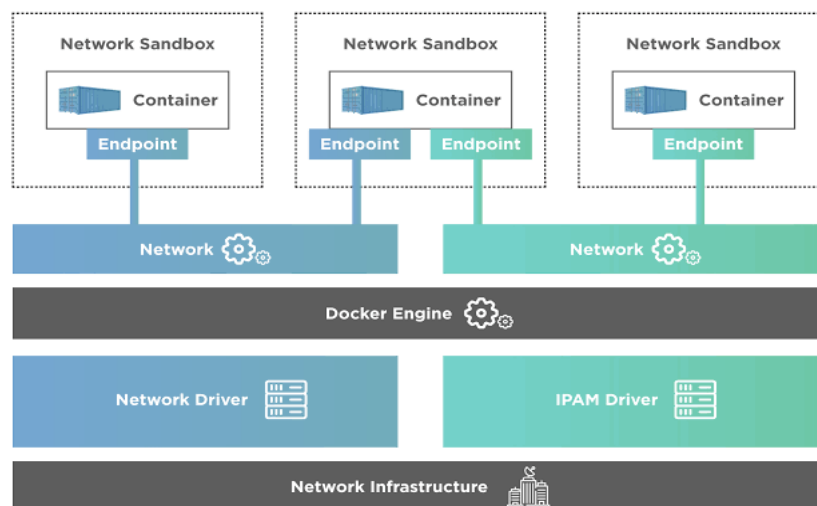 Network Sandbox
Network Sandbox
Network Sandbox
Container
Container
Container
Endpoint
Endpoint
Endpoint
Endpoint
Network
Network
Docker Engine
Network Driver
IPAM Driver
Network Infrastructure